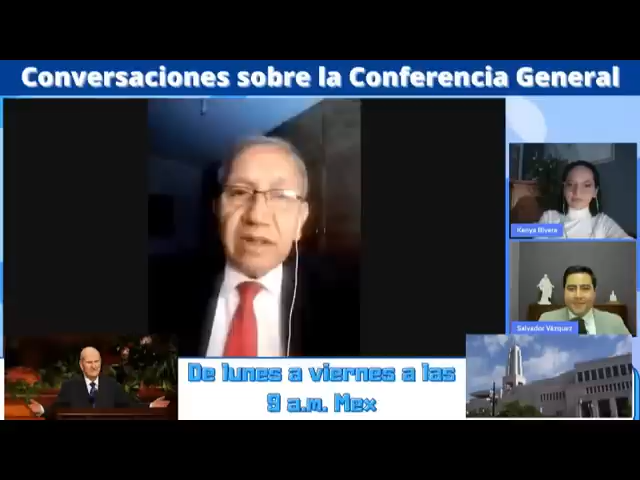 Conversaciones sobre la Conferencia General
Kenya Rivera
Salvador Vázquez
De lunes a viernes a las
9 a.m. Mex